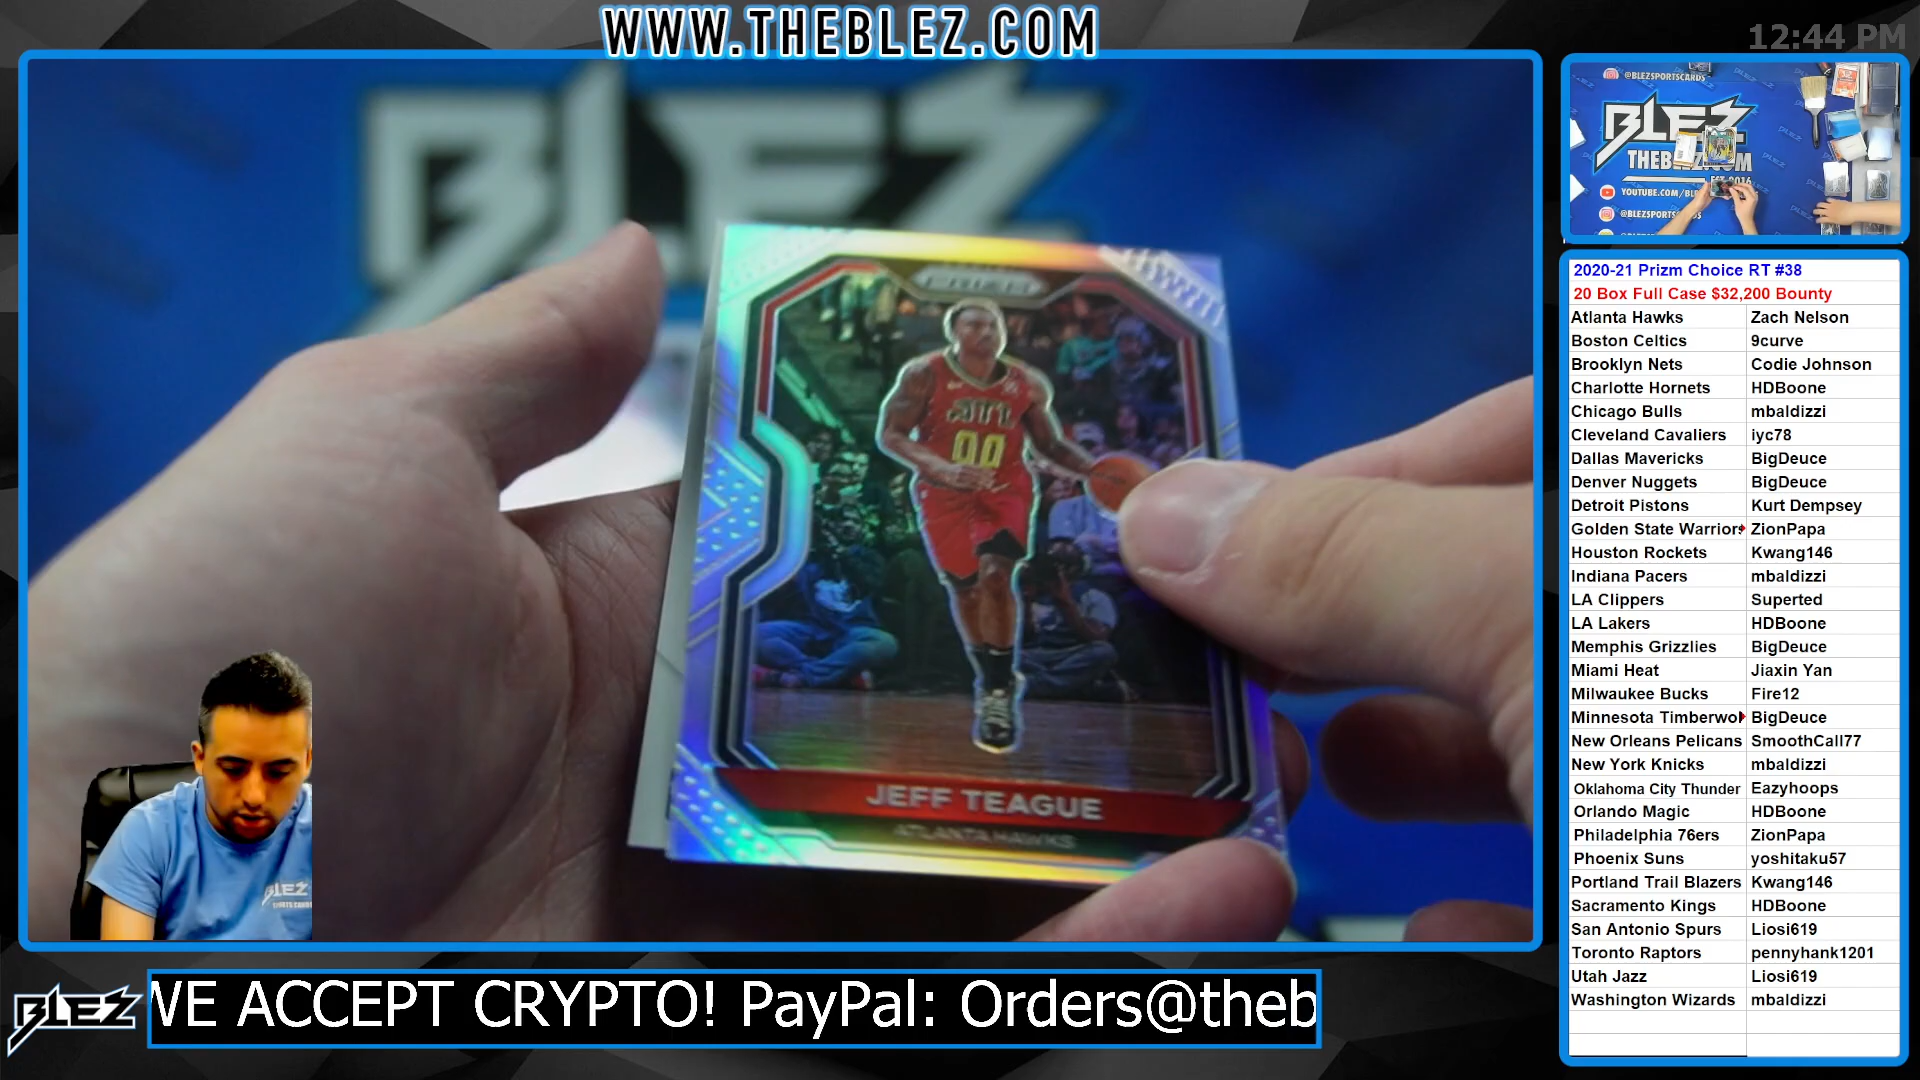 WWW.THEBLEZ.COM
12:44 PM
BLEZ
PRIZM
ATL
00
JEFF TEAGUE
ATLANTA HAWKS
@BLEZSPORTSCARDS
BLEZ
THEBLEZ.COM
YOUTUBE.COM/BL
@BLEZSPORTS
2020-21 Prizm Choice RT #38
20 Box Full Case $32,200 Bounty
Atlanta Hawks Zach Nelson
Boston Celtics 9curve
Brooklyn Nets Codie Johnson
Charlotte Hornets HDBoone
Chicago Bulls mbaldizzi
Cleveland Cavaliers iyc78
Dallas Mavericks BigDeuce
Denver Nuggets BigDeuce
Detroit Pistons Kurt Dempsey
Golden State Warriors ZionPapa
Houston Rockets Kwang146
Indiana Pacers mbaldizzi
LA Clippers Superted
LA Lakers HDBoone
Memphis Grizzlies BigDeuce
Miami Heat Jiaxin Yan
Milwaukee Bucks Fire12
Minnesota Timberwol BigDeuce
New Orleans Pelicans SmoothCall77
New York Knicks mbaldizzi
Oklahoma City Thunder Eazyhoops
Orlando Magic HDBoone
Philadelphia 76ers ZionPapa
Phoenix Suns yoshitaku57
Portland Trail Blazers Kwang146
Sacramento Kings HDBoone
San Antonio Spurs Liosi619
Toronto Raptors pennyhank1201
Utah Jazz Liosi619
Washington Wizards mbaldizzi
BLEZ
BLEZ
WE ACCEPT CRYPTO! PayPal: Orders@theb